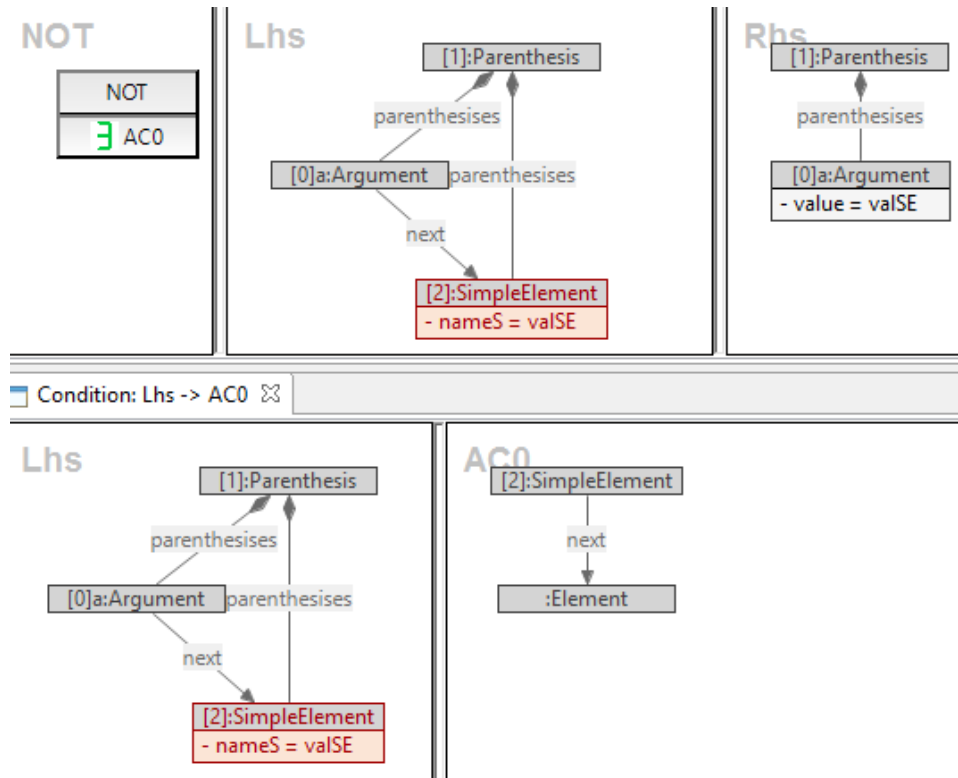 NOT
NOT
∃ AC0
Lhs
[1]:Parenthesis
parenthesises
[0]a:Argument
parenthesises
next
[2]:SimpleElement
- nameS = valSE
Rhs
[1]:Parenthesis
parenthesises
[0]a:Argument
- value = valSE
Condition: Lhs -> AC0
Lhs
[1]:Parenthesis
parenthesises
[0]a:Argument
parenthesises
next
[2]:SimpleElement
- nameS = valSE
AC0
[2]:SimpleElement
next
:Element